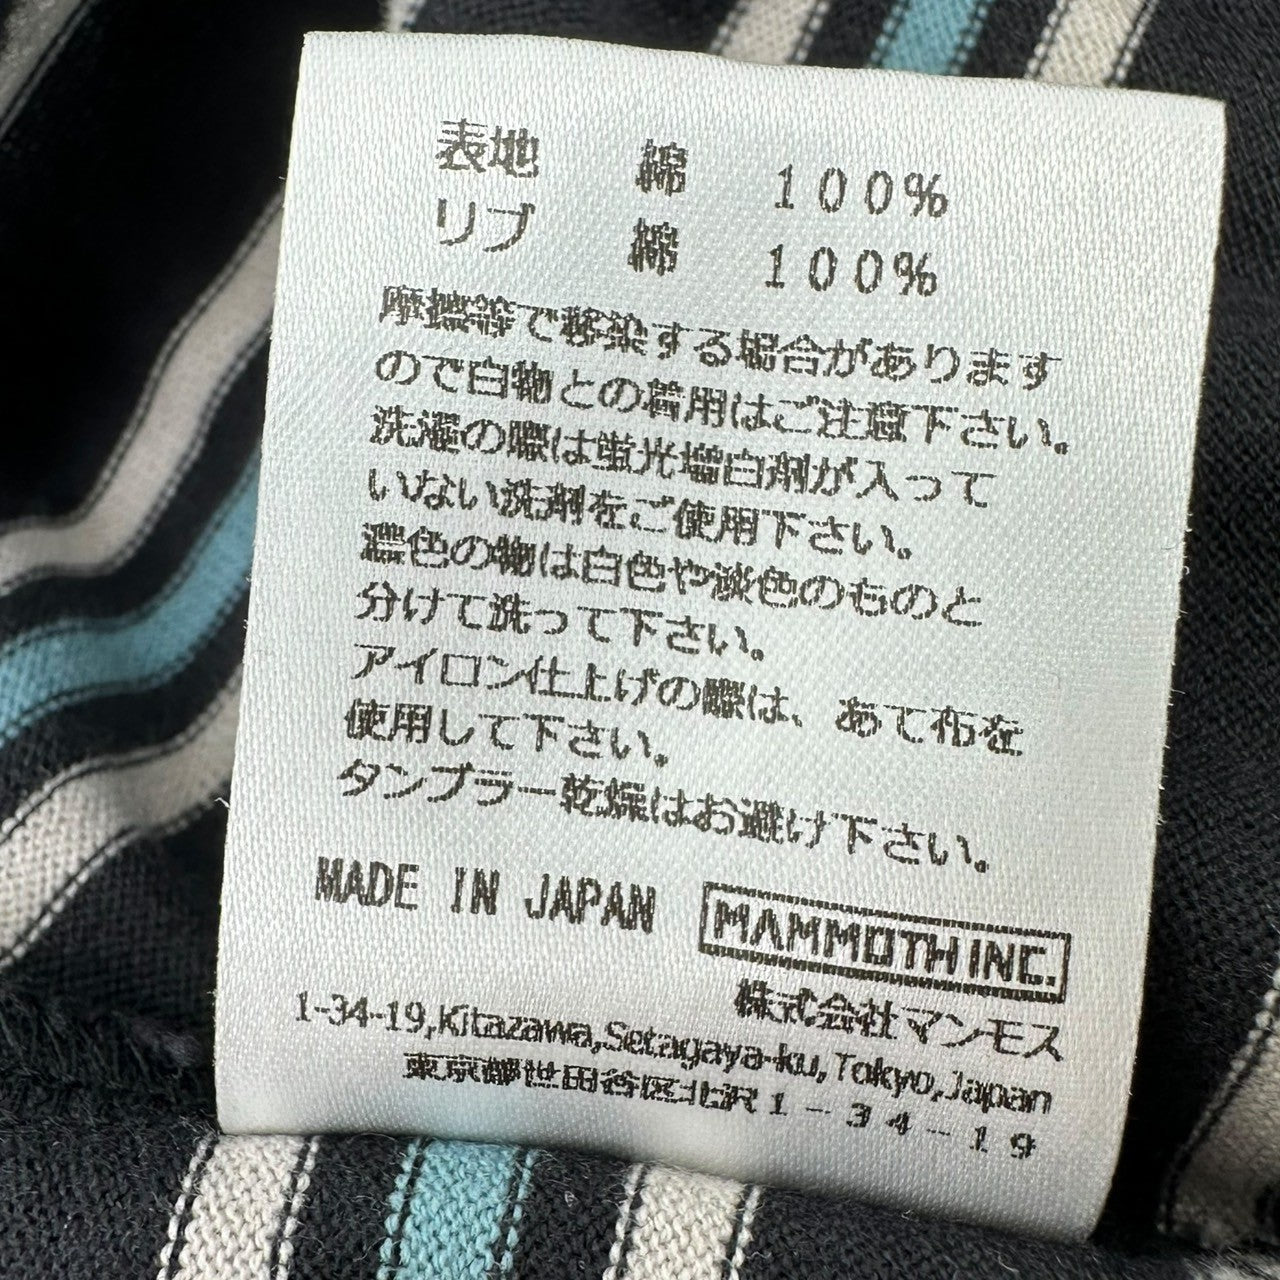 表地 綿 100%
リブ 綿 100%
摩擦等で移染する場合があります
ので白物との着用はご注意下さい。
洗濯の際は蛍光増白剤が入って
いない洗剤をご使用下さい。
濃色の物は白色や淡色のものと
分けて洗って下さい。
アイロン仕上げの際は、あて布を
使用して下さい。
タンブラー乾燥はお避け下さい。
MADE IN JAPAN MAMMOTH INC.
株式会社マンモス
1-34-19,Kitazawa,Setagaya-ku,Tokyo,Japan
東京都世田谷区北沢1-34-19